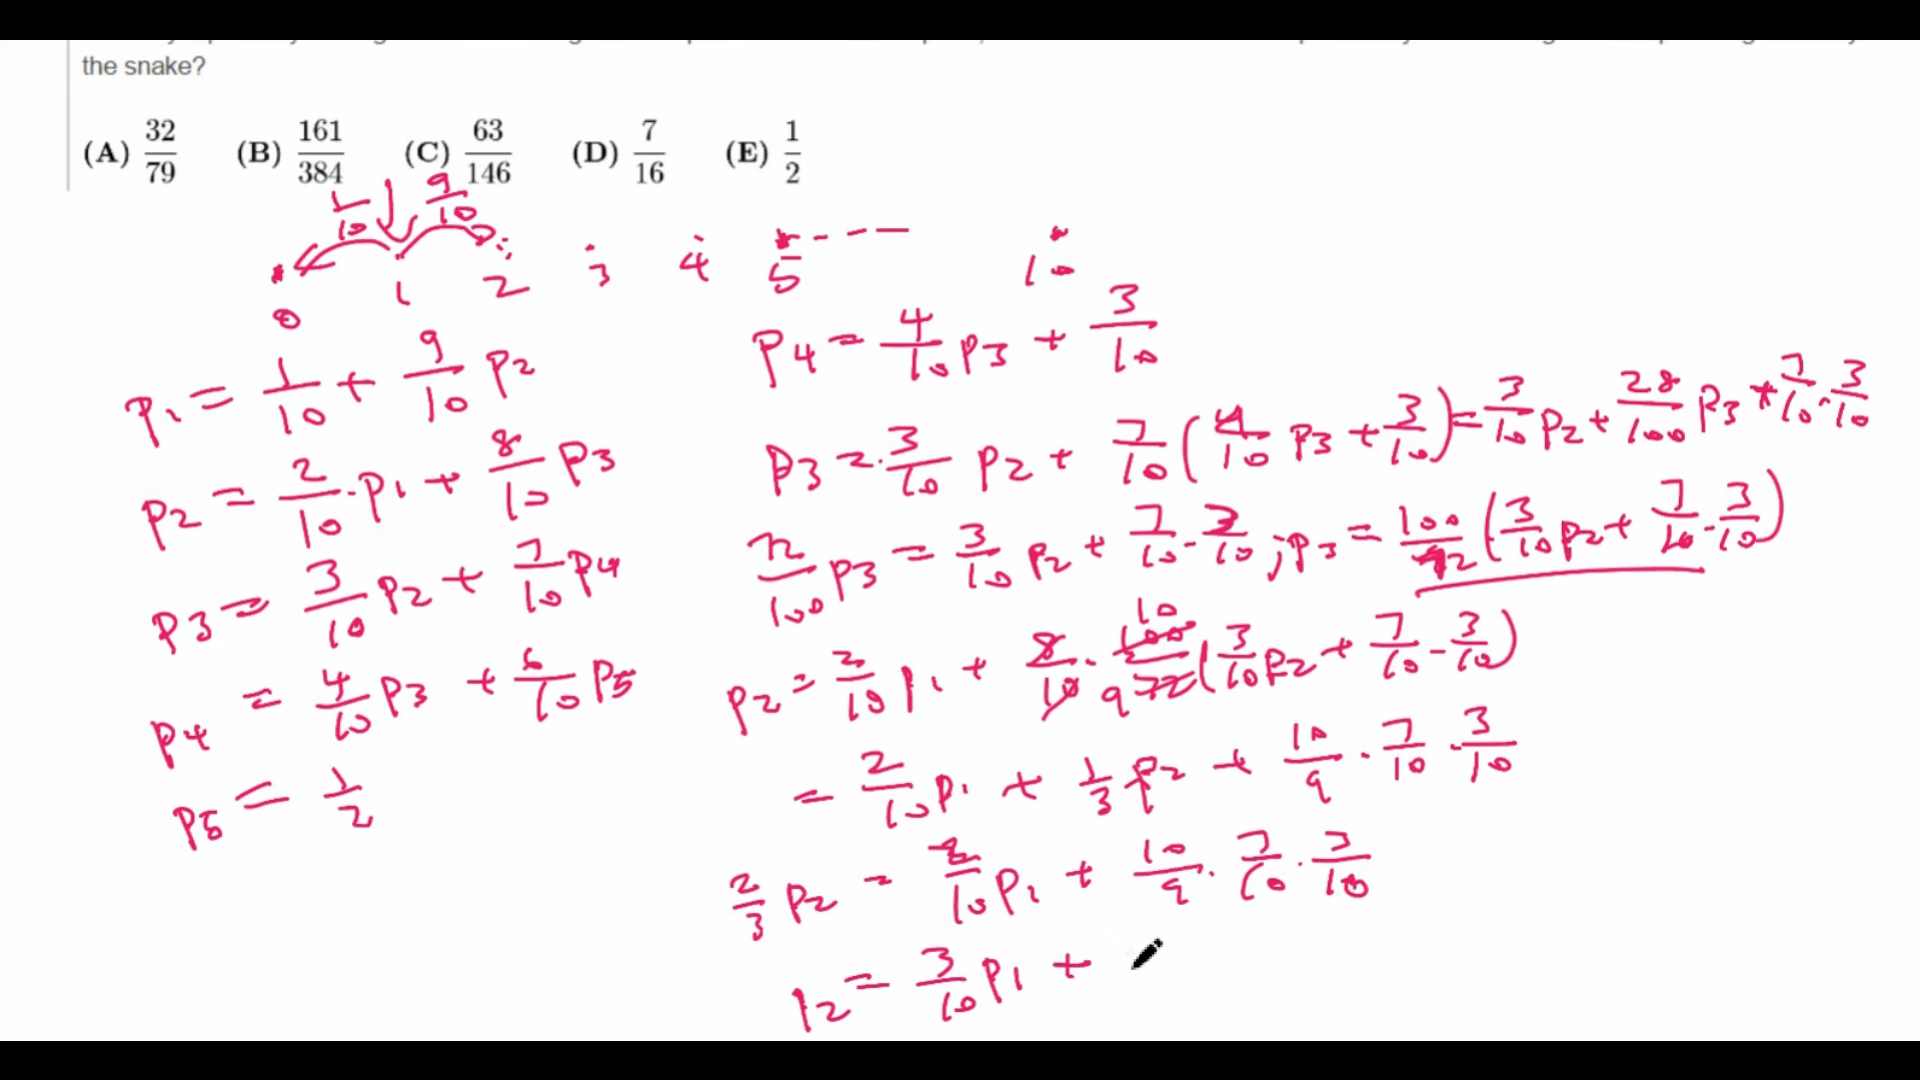 the snake?
(A) 32/79 (B) 161/384 (C) 63/146 (D) 7/16 (E) 1/2
1/10 9/10
0 1 2 3 4 5 10
P1 = 1/10 + 9/10 P2
P2 = 2/10 · P1 + 8/10 P3
P3 = 3/10 P2 + 7/10 P4
P4 = 4/10 P3 + 6/10 P5
P5 = 1/2
P4 = 4/10 P3 + 3/10
P3 = 3/10 P2 + 7/10 (4/10 P3 + 3/10) = 3/10 P2 + 28/100 P3 + 7/10 · 3/10
72/100 P3 = 3/10 P2 + 7/10 · 3/10 ; P3 = 100/72 (3/10 P2 + 7/10 · 3/10)
P2 = 2/10 P1 + 8/10 · 100/72 10 9 (3/10 P2 + 7/10 · 3/10)
= 2/10 P1 + 1/3 P2 + 10/9 · 7/10 · 3/10
2/3 P2 = 2/10 P1 + 10/9 · 7/10 · 3/10
P2 = 3/10 P1 +